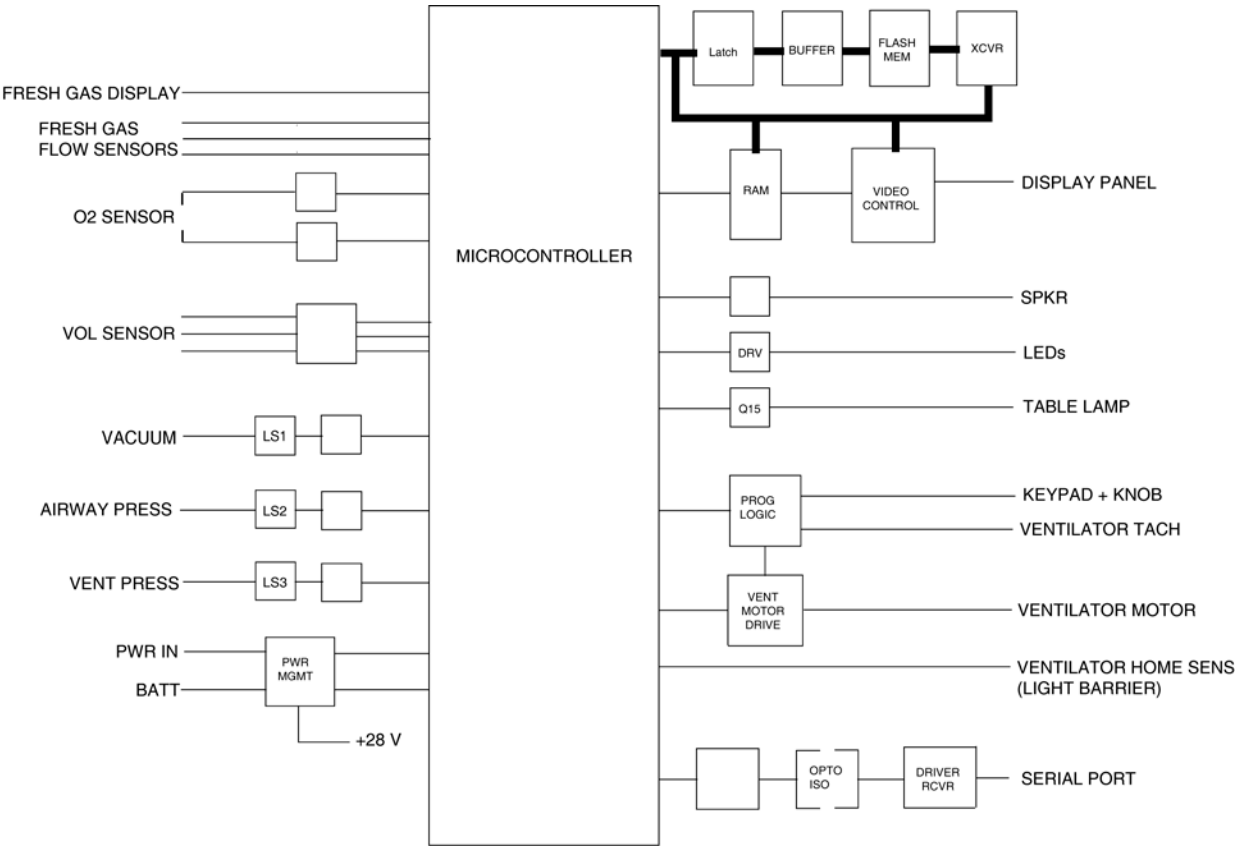 FRESH GAS DISPLAY
FRESH GAS
FLOW SENSORS
O2 SENSOR
VOL SENSOR
VACUUM
LS1
AIRWAY PRESS
LS2
VENT PRESS
LS3
PWR IN
BATT
PWR
MGMT
+28 V
MICROCONTROLLER
Latch
BUFFER
FLASH
MEM
XCVR
RAM
VIDEO
CONTROL
DISPLAY PANEL
SPKR
DRV
LEDs
Q15
TABLE LAMP
PROG
LOGIC
KEYPAD + KNOB
VENTILATOR TACH
VENT
MOTOR
DRIVE
VENTILATOR MOTOR
VENTILATOR HOME SENS
(LIGHT BARRIER)
OPTO
ISO
DRIVER
RCVR
SERIAL PORT